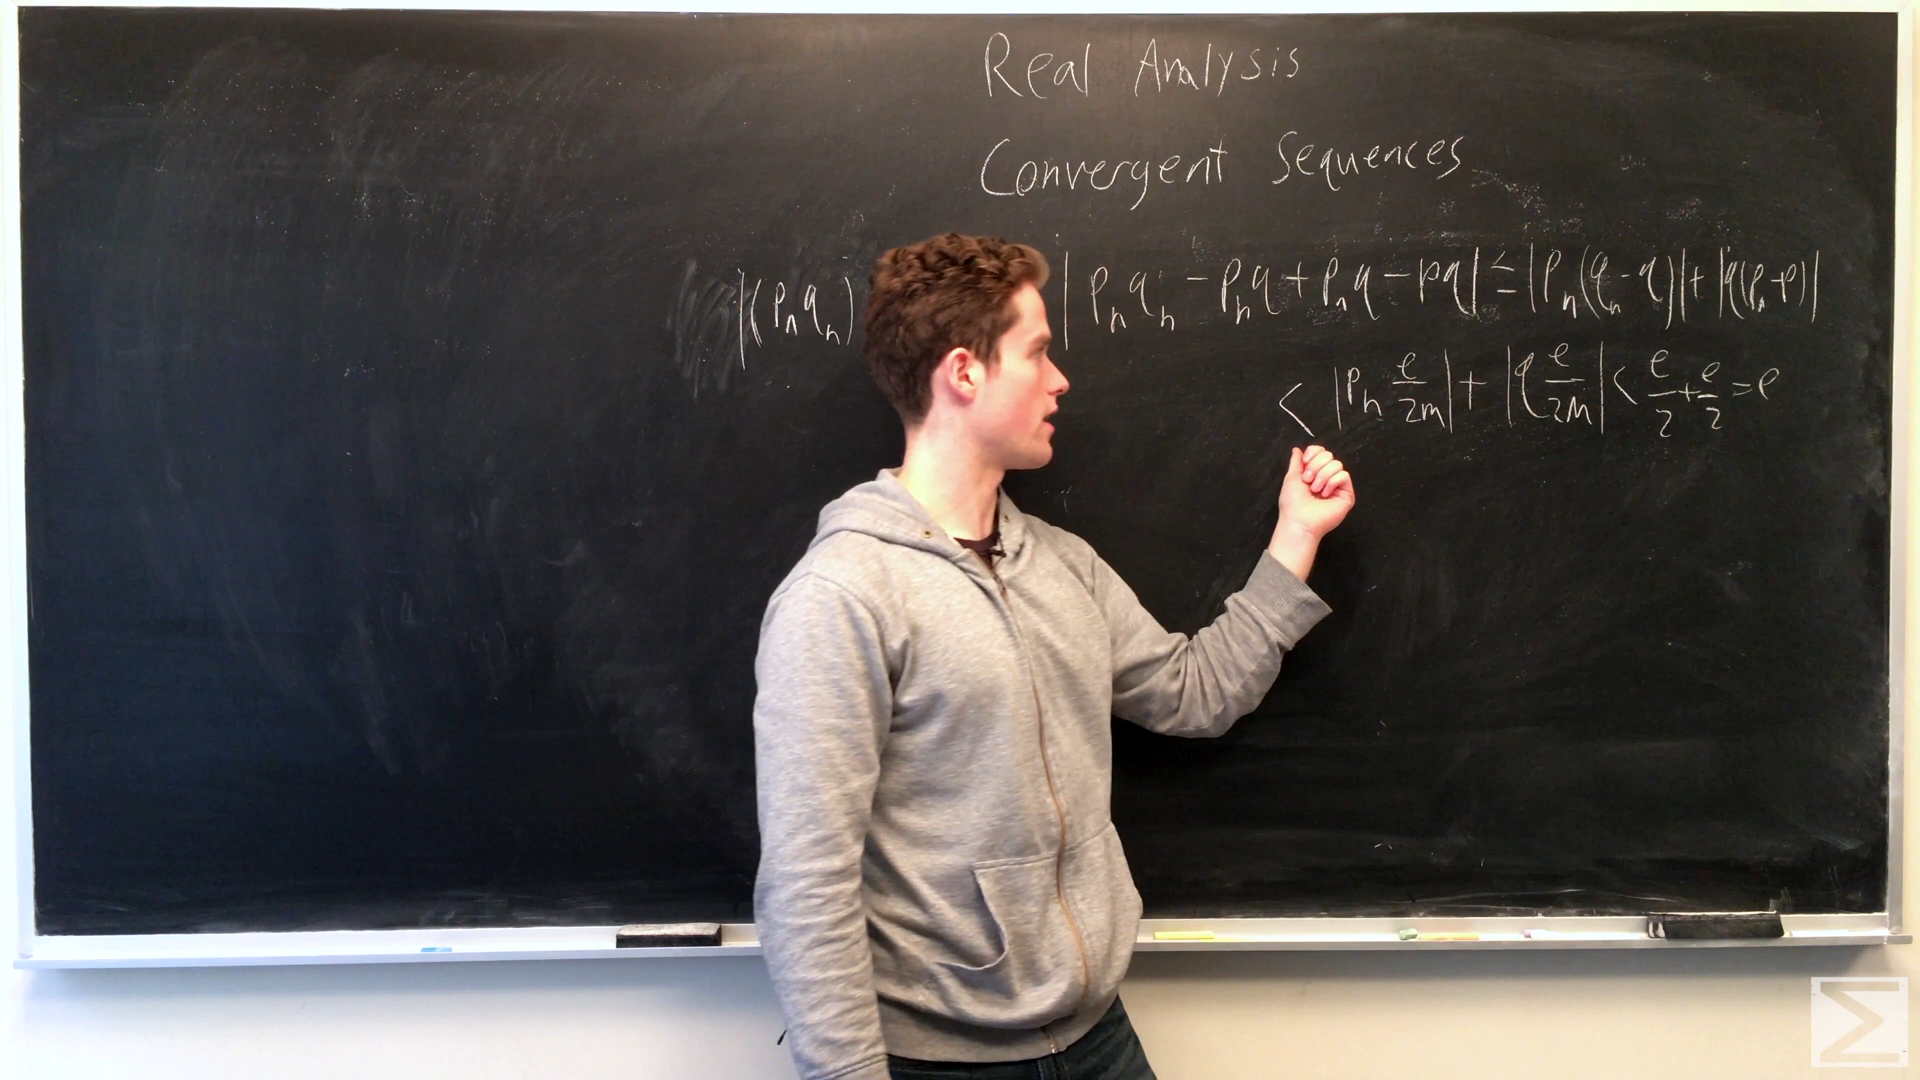 Real Analysis
Convergent Sequences
|(pₙqₙ) |pₙqₙ - pₙq + pₙq - pq| ≤ |pₙ(qₙ - q)| + |q(pₙ - p)|
< |pₙ e/2m| + |q e/2m| < e/2 + e/2 = e
Σ